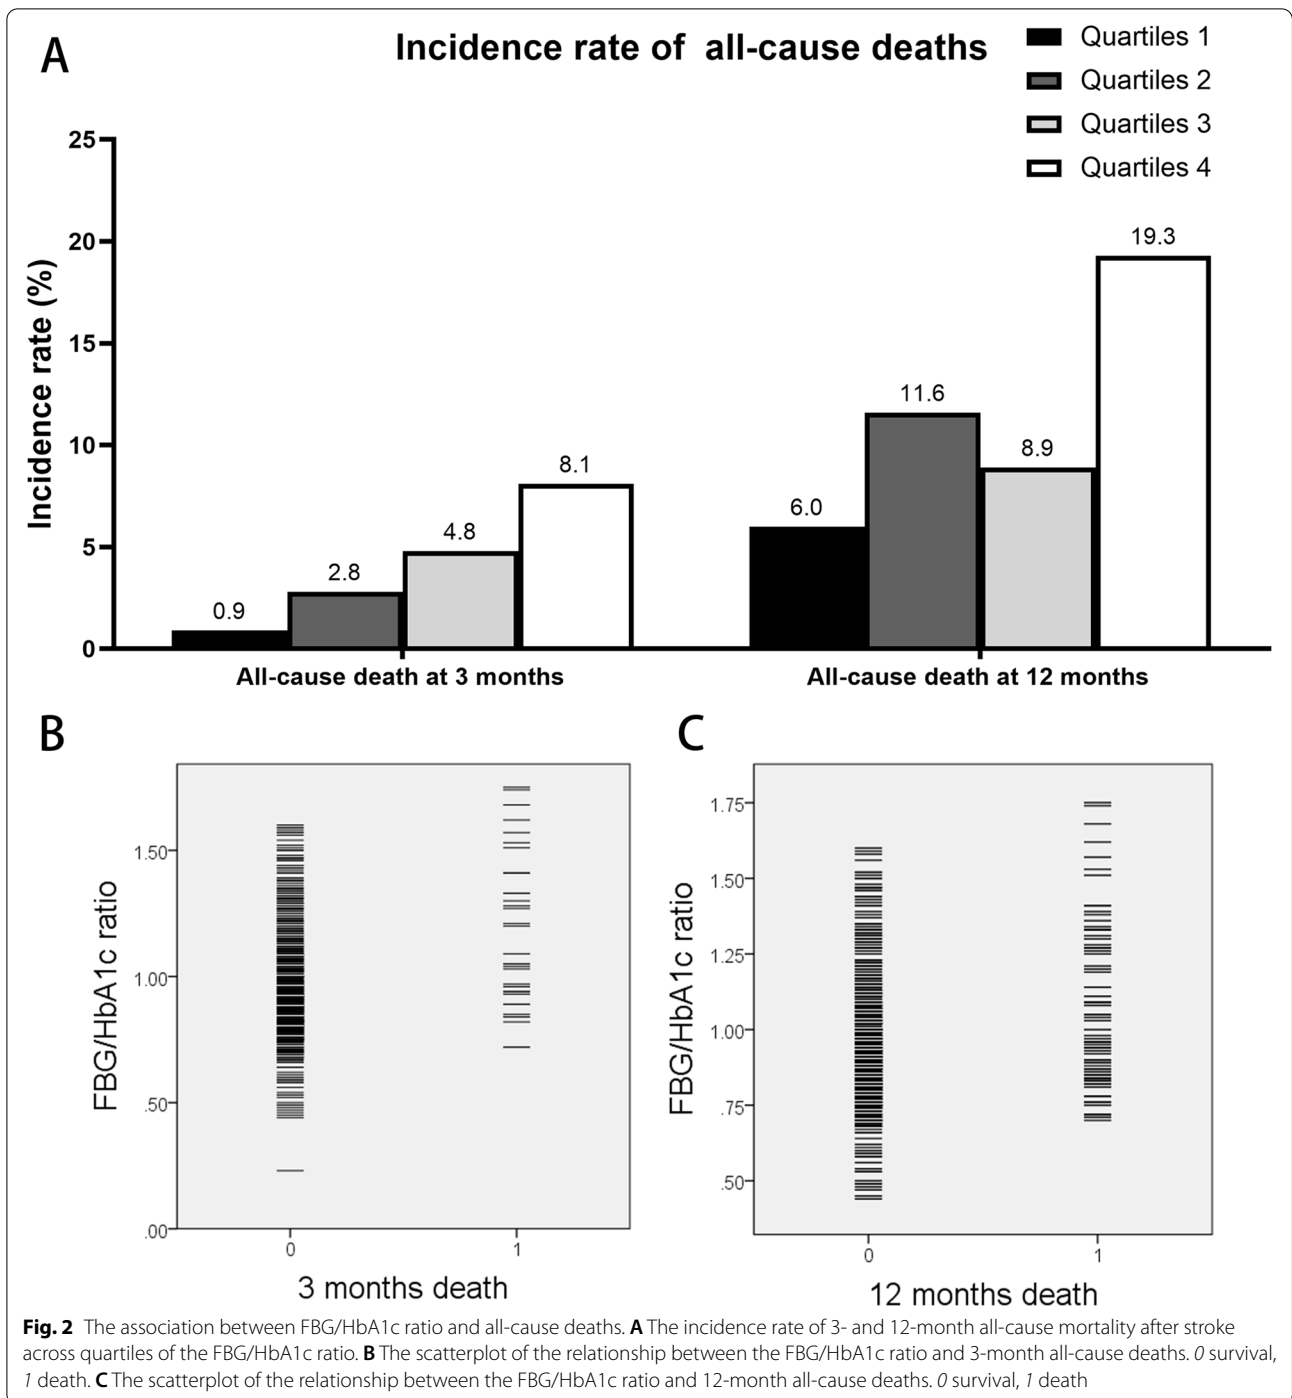 A
Incidence rate of all-cause deaths
Quartiles 1
Quartiles 2
Quartiles 3
Quartiles 4
Incidence rate (%)
25
20
15
10
5
0
0.9
2.8
4.8
8.1
6.0
11.6
8.9
19.3
All-cause death at 3 months
All-cause death at 12 months
B
FBG/HbA1c ratio
1.50
1.00
.50
.00
0
1
3 months death
C
FBG/HbA1c ratio
1.75
1.50
1.25
1.00
.75
.50
0
1
12 months death
Fig. 2 The association between FBG/HbA1c ratio and all-cause deaths. A The incidence rate of 3- and 12-month all-cause mortality after stroke
across quartiles of the FBG/HbA1c ratio. B The scatterplot of the relationship between the FBG/HbA1c ratio and 3-month all-cause deaths. 0 survival,
1 death. C The scatterplot of the relationship between the FBG/HbA1c ratio and 12-month all-cause deaths. 0 survival, 1 death